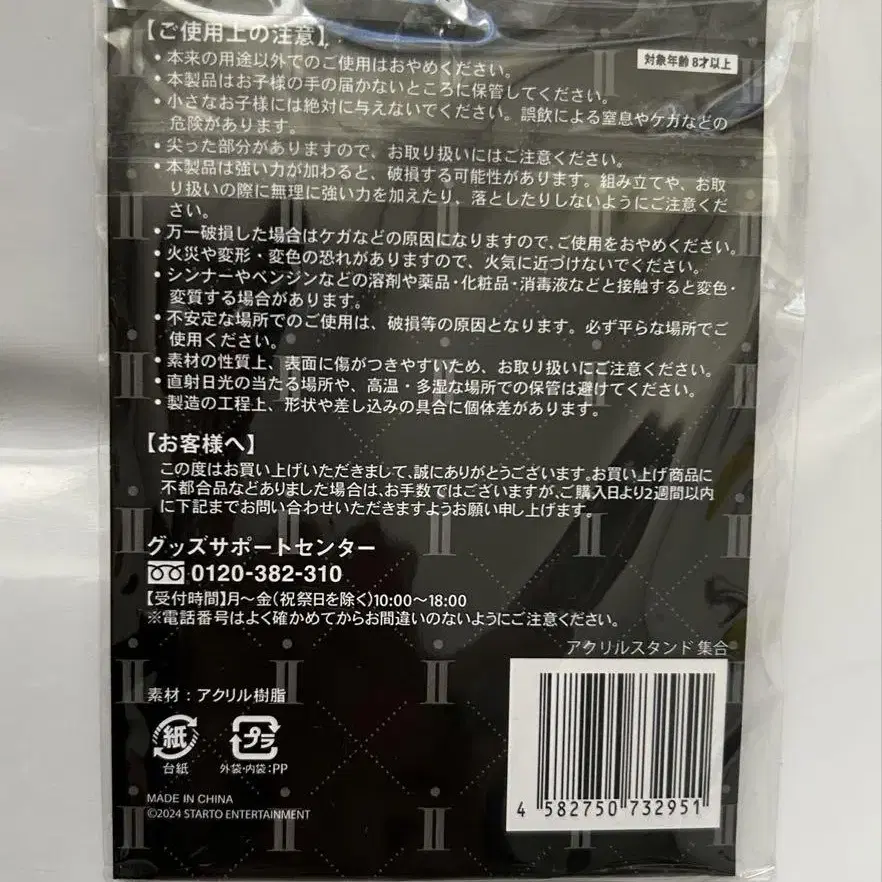 【ご使用上の注意】
対象年齢 8才以上
・本来の用途以外でのご使用はおやめください。
・本製品はお子様の手の届かないところに保管してください。
・小さなお子様には絶対に与えないでください。誤飲による窒息やケガなどの
危険があります。
・尖った部分がありますので、お取り扱いにはご注意ください。
・本製品は強い力が加わると、破損する可能性があります。組み立てや、お取
り扱いの際に無理に強い力を加えたり、落としたりしないようにご注意くだ
さい。
・万一破損した場合はケガなどの原因になりますので、ご使用をおやめください。
・火災や変形・変色の恐れがありますので、火気に近づけないでください。
・シンナーやベンジンなどの溶剤や薬品・化粧品・消毒液などと接触すると変色・
変質する場合があります。
・不安定な場所でのご使用は、破損等の原因となります。必ず平らな場所でご
使用ください。
・素材の性質上、表面に傷がつきやすいため、お取り扱いにご注意ください。
・直射日光の当たる場所や、高温・多湿な場所での保管は避けてください。
・製造の工程上、形状や差し込みの具合に個体差があります。
【お客様へ】
この度はお買い上げいただきまして、誠にありがとうございます。お買い上げ商品に
不都合品などありました場合は、お手数ではございますが、ご購入日より2週間以内
に下記までお問い合わせいただきますようお願い申し上げます。
グッズサポートセンター
0120-382-310
【受付時間】月〜金(祝祭日を除く)10:00〜18:00
※電話番号はよく確かめてからお間違いのないようにご注意ください。
アクリルスタンド 集合
素材：アクリル樹脂
紙
プラ
台紙
外袋・内袋：PP
MADE IN CHINA
©2024 STARTO ENTERTAINMENT
4 582750 732951